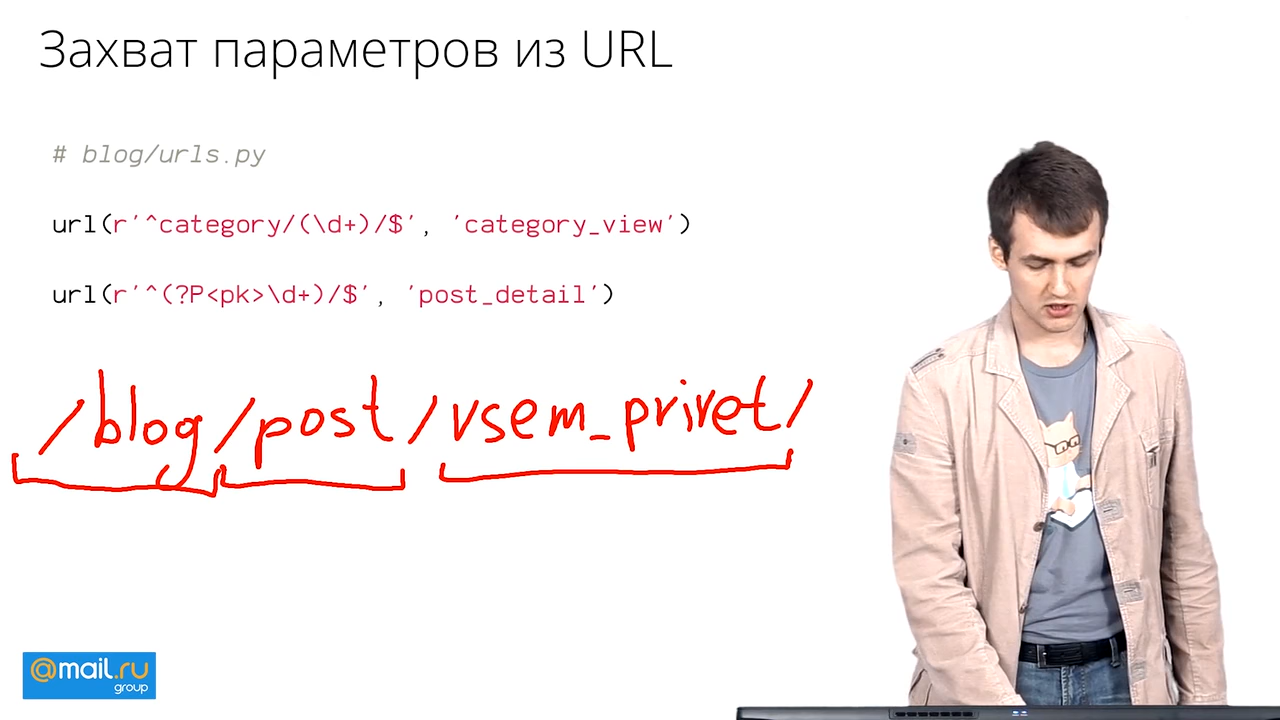 Захват параметров из URL
# blog/urls.py
url(r'^category/(\d+)/$', 'category_view')
url(r'^(?P<pk>\d+)/$', 'post_detail')
/blog/post/vsem_privet/
@mail.ru
group